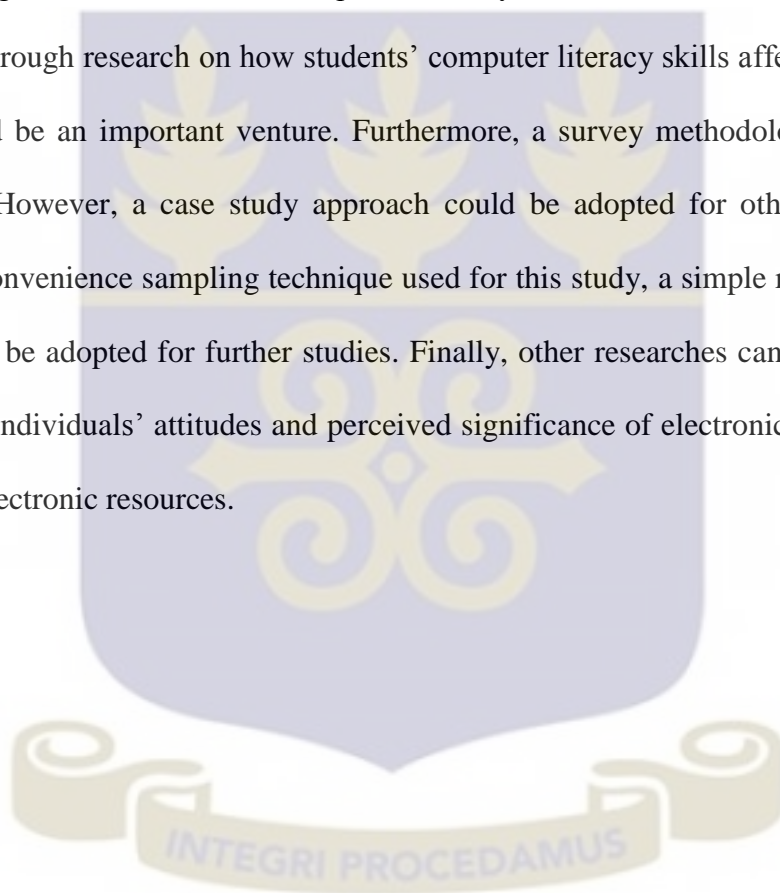 rough research on how students’ computer literacy skills affe
be an important venture. Furthermore, a survey methodolo
However, a case study approach could be adopted for oth
onvenience sampling technique used for this study, a simple r
be adopted for further studies. Finally, other researches can
ndividuals’ attitudes and perceived significance of electronic
ectronic resources.
INTEGRI PROCEDAMUS